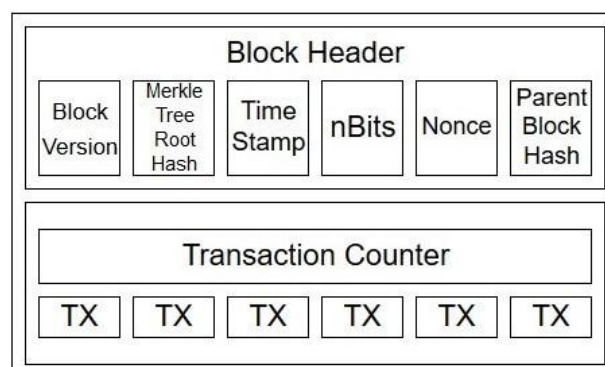 Block Header
Block
Version
Merkle
Tree
Root
Hash
Time
Stamp
nBits
Nonce
Parent
Block
Hash
Transaction Counter
TX
TX
TX
TX
TX
TX